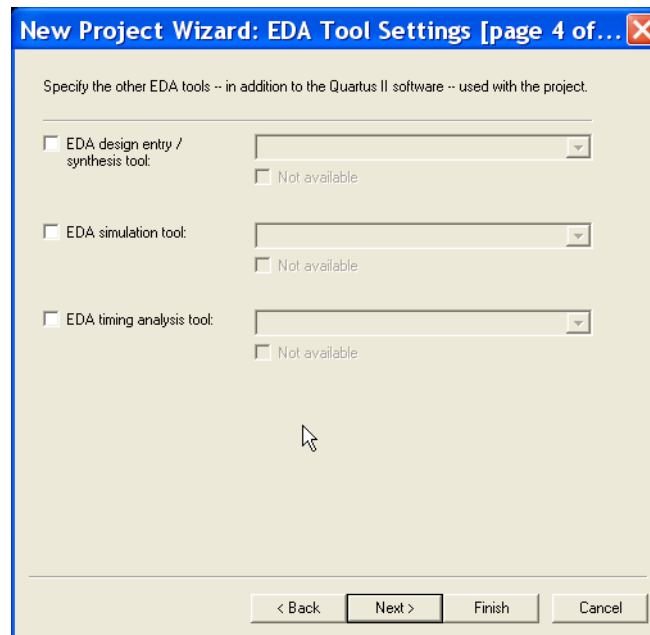 New Project Wizard: EDA Tool Settings [page 4 of...
Specify the other EDA tools -- in addition to the Quartus II software -- used with the project.
EDA design entry /
synthesis tool:
Not available
EDA simulation tool:
Not available
EDA timing analysis tool:
Not available
< Back
Next >
Finish
Cancel